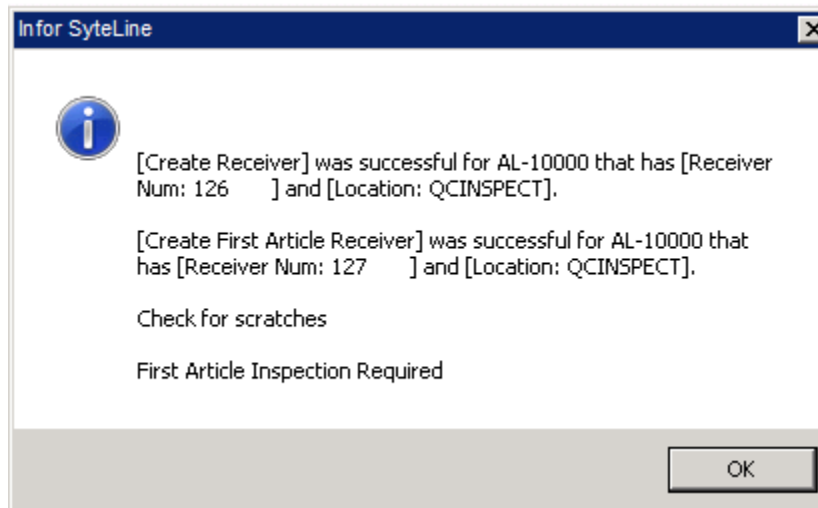 Infor SyteLine
[Create Receiver] was successful for AL-10000 that has [Receiver
Num: 126      ] and [Location: QCINSPECT].
[Create First Article Receiver] was successful for AL-10000 that
has [Receiver Num: 127      ] and [Location: QCINSPECT].
Check for scratches
First Article Inspection Required
OK